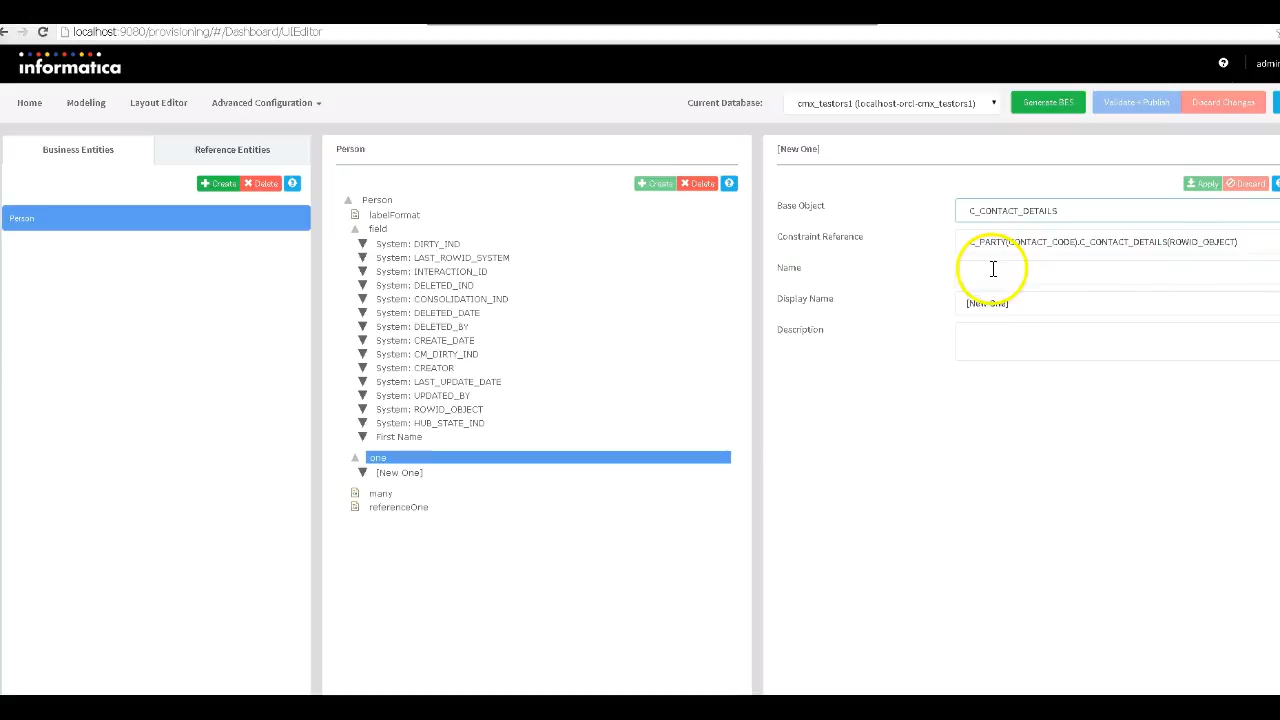 localhost:9080/provisioning/#/Dashboard/UIEditor
informatica
Home Modeling Layout Editor Advanced Configuration Current Database: cmx_testors1 (localhost-orcl-cmx_testors1) Generate BES Validate + Publish Discard Changes
Business Entities Reference Entities
Create Delete
Person
Person
Create Delete
Person
labelFormat
field
System: DIRTY_IND
System: LAST_ROWID_SYSTEM
System: INTERACTION_ID
System: DELETED_IND
System: CONSOLIDATION_IND
System: DELETED_DATE
System: DELETED_BY
System: CREATE_DATE
System: CM_DIRTY_IND
System: CREATOR
System: LAST_UPDATE_DATE
System: UPDATED_BY
System: ROWID_OBJECT
System: HUB_STATE_IND
First Name
one
[New One]
many
referenceOne
[New One]
Apply Discard
Base Object C_CONTACT_DETAILS
Constraint Reference C_PARTY(CONTACT_CODE).C_CONTACT_DETAILS(ROWID_OBJECT)
Name
Display Name [New One]
Description